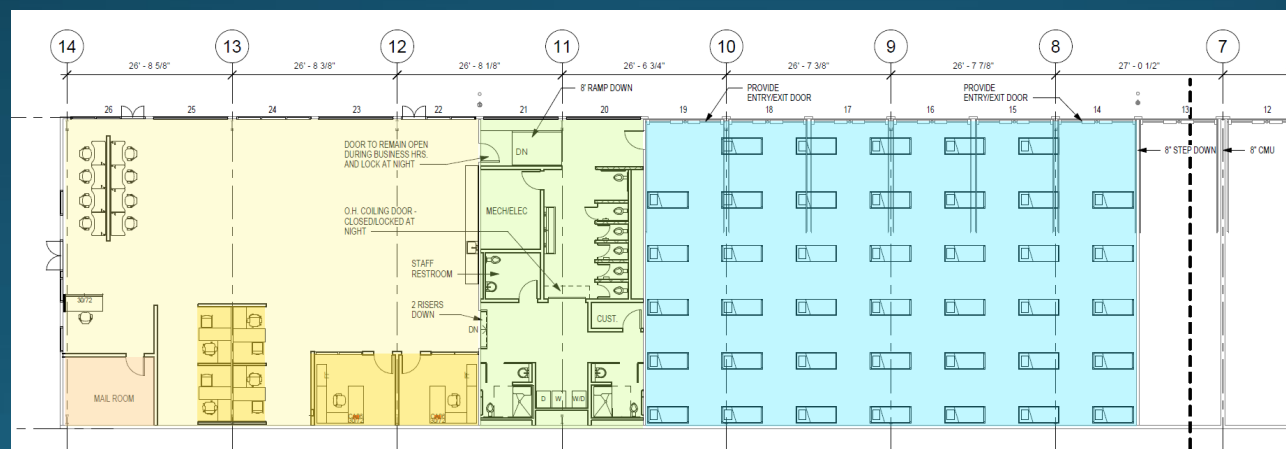 14
13
12
11
10
9
8
7
26' - 8 5/8"
26' - 8 3/8"
26' - 8 1/8"
26' - 6 3/4"
26' - 7 3/8"
26' - 7 7/8"
27' - 0 1/2"
8' RAMP DOWN
PROVIDE
ENTRY/EXIT DOOR
PROVIDE
ENTRY/EXIT DOOR
26
25
24
23
22
21
20
19
18
17
16
15
14
13
12
DOOR TO REMAIN OPEN
DURING BUSINESS HRS.
AND LOCK AT NIGHT
DN
8" STEP DOWN
8" CMU
MECH/ELEC
O.H. COILING DOOR -
CLOSED/LOCKED AT
NIGHT
STAFF
RESTROOM
30/72
2 RISERS
DOWN
DN
CUST.
MAIL ROOM
D
W
W/D